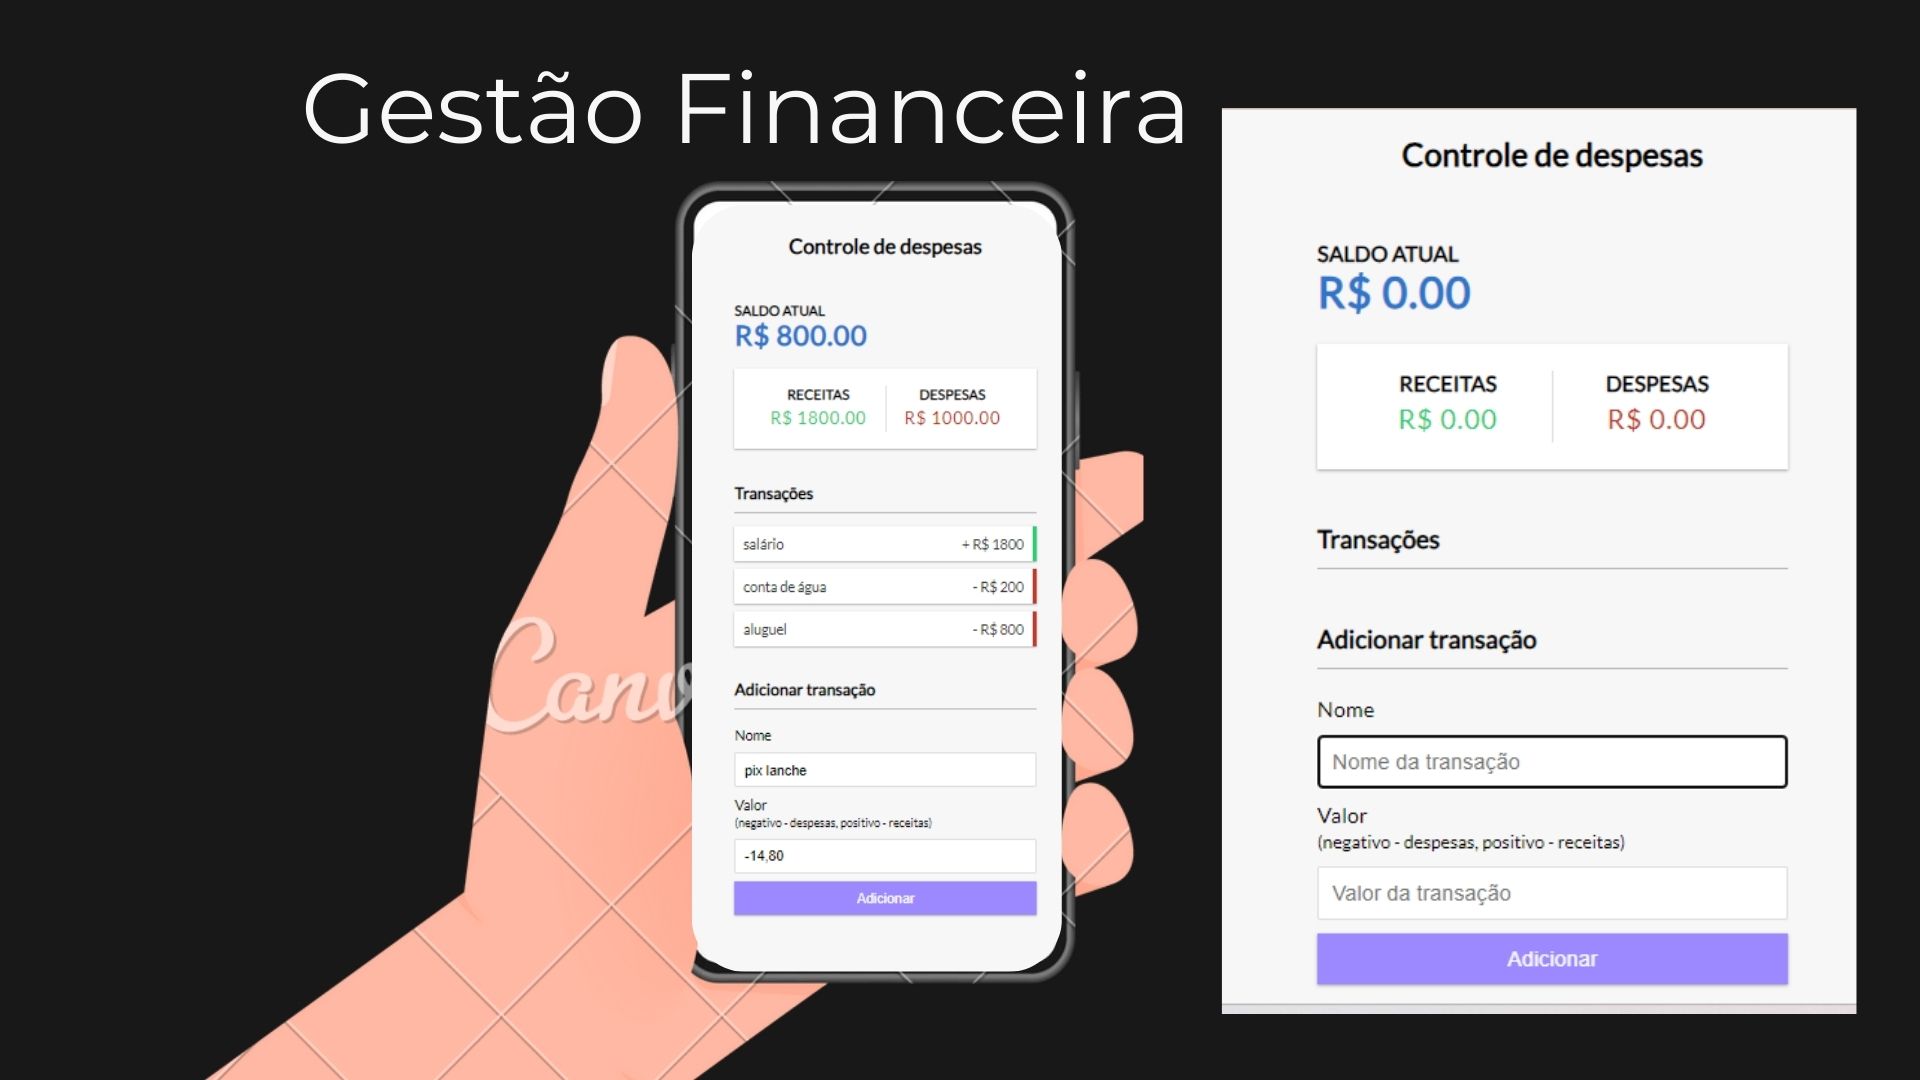 Gestão Financeira
Controle de despesas
SALDO ATUAL
R$ 800.00
RECEITAS
R$ 1800.00
DESPESAS
R$ 1000.00
Transações
salário + R$ 1800
conta de água - R$ 200
aluguel - R$ 800
Adicionar transação
Nome
pix lanche
Valor
(negativo - despesas, positivo - receitas)
-14,80
Adicionar
Canv
Controle de despesas
SALDO ATUAL
R$ 0.00
RECEITAS
R$ 0.00
DESPESAS
R$ 0.00
Transações
Adicionar transação
Nome
Nome da transação
Valor
(negativo - despesas, positivo - receitas)
Valor da transação
Adicionar